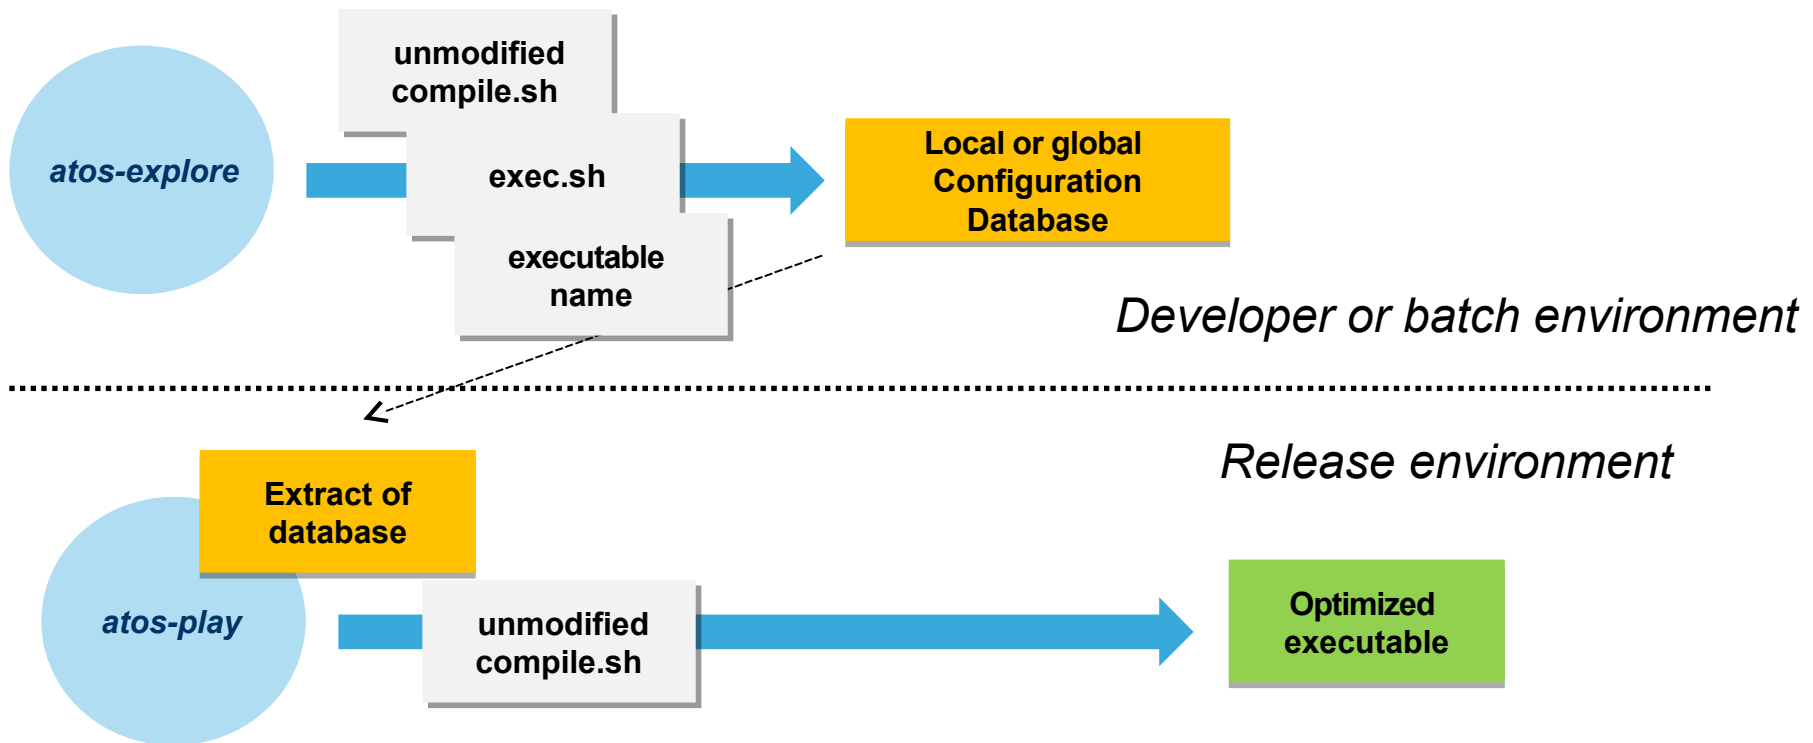 unmodified
compile.sh
atos-explore
exec.sh
executable
name
Local or global
Configuration
Database
Developer or batch environment
Release environment
Extract of
database
atos-play
unmodified
compile.sh
Optimized
executable